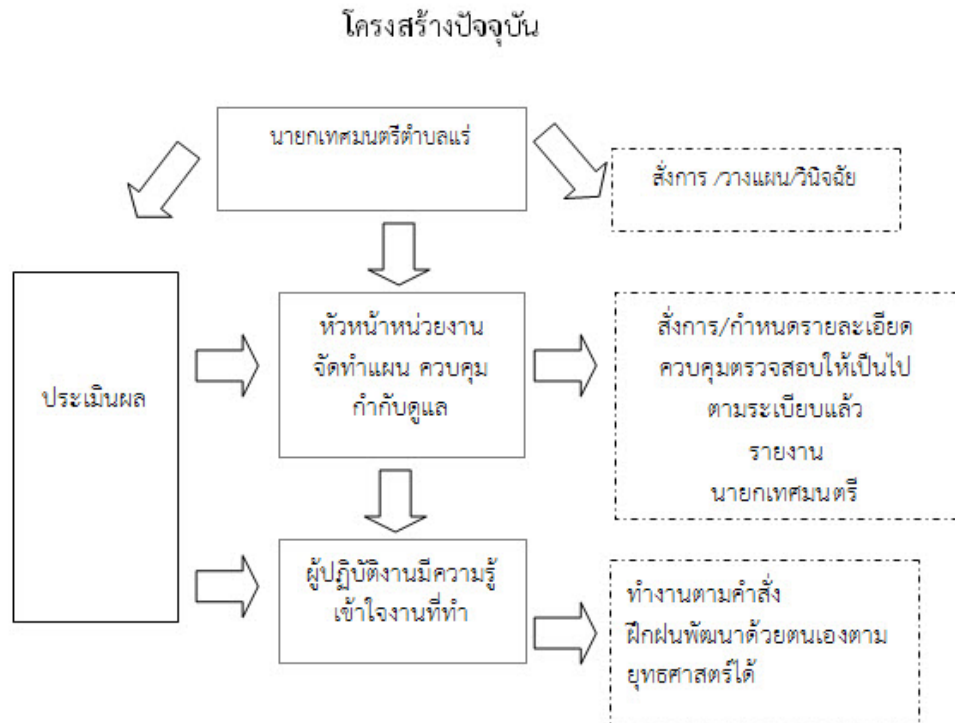 โครงสร้างปัจจุบัน
นายกเทศมนตรีตำบลแร่
สั่งการ /วางแผน/วินิจฉัย
ประเมินผล
หัวหน้าหน่วยงาน
จัดทำแผน ควบคุม
กำกับดูแล
สั่งการ/กำหนดรายละเอียด
ควบคุมตรวจสอบให้เป็นไป
ตามระเบียบแล้ว
รายงาน
นายกเทศมนตรี
ผู้ปฏิบัติงานมีความรู้
เข้าใจงานที่ทำ
ทำงานตามคำสั่ง
ฝึกฝนพัฒนาด้วยตนเองตาม
ยุทธศาสตร์ได้